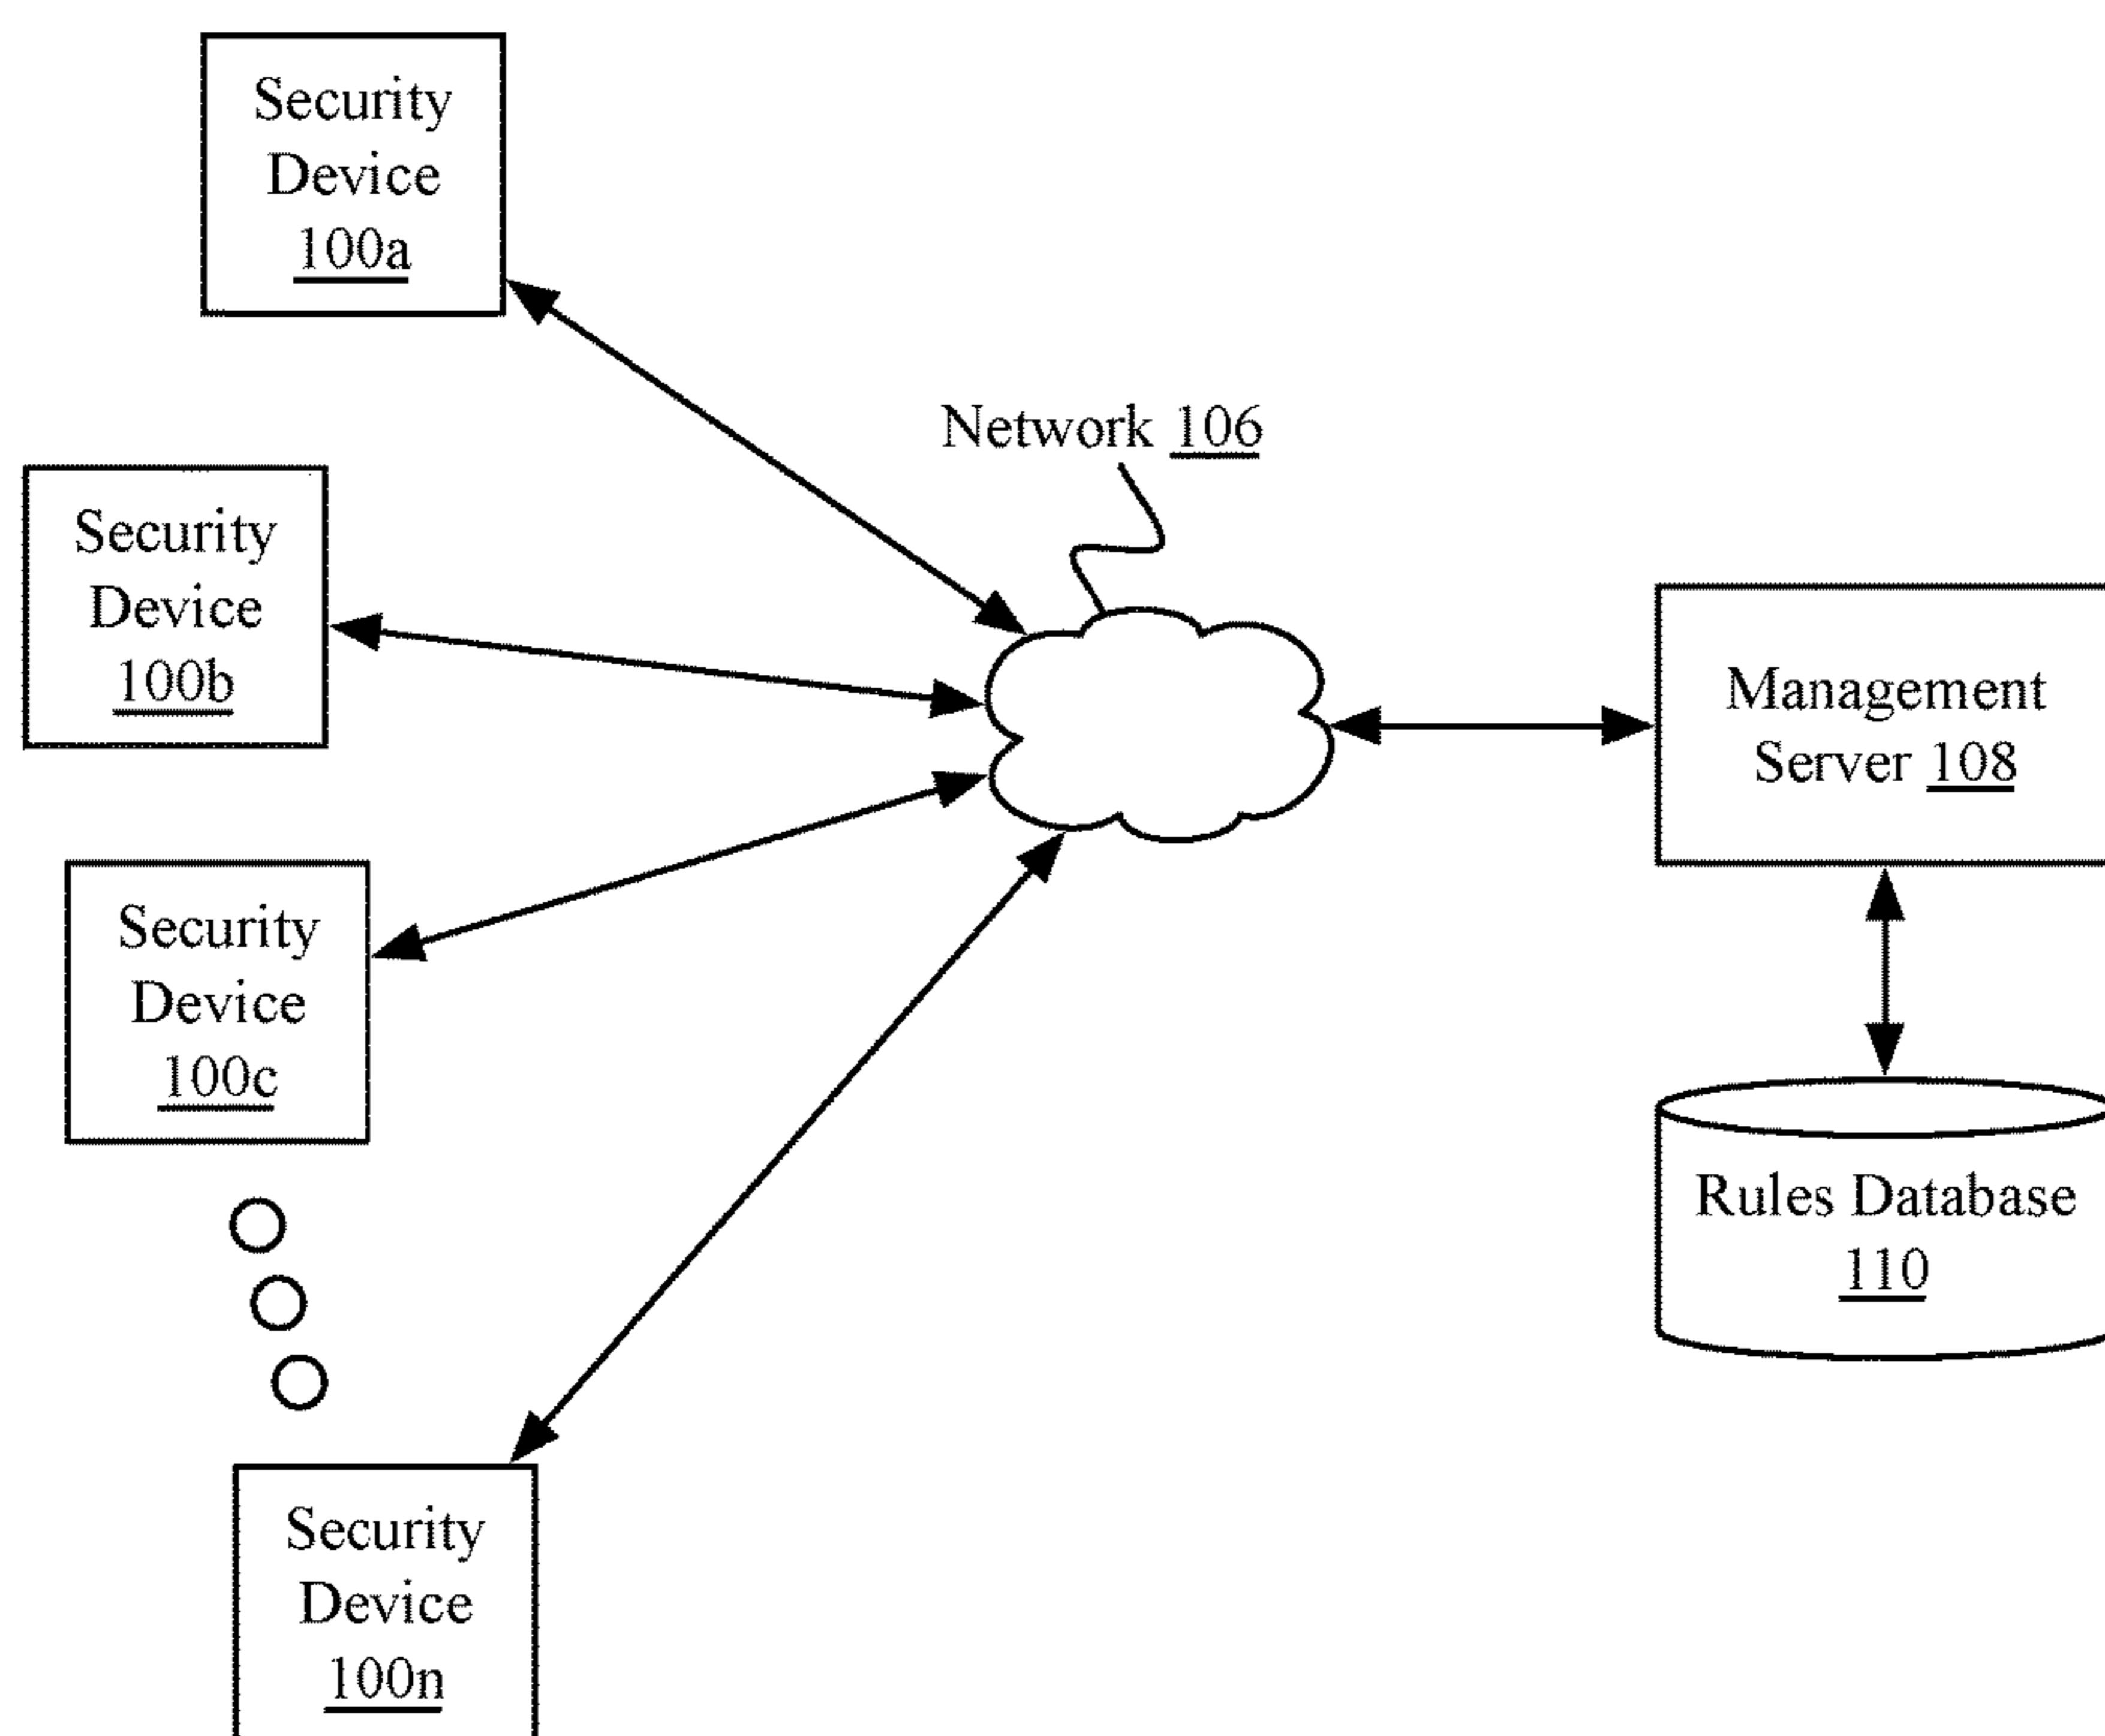 Security
Device
100a
Network 106
Security
Device
100b
Management
Server 108
Security
Device
100c
Rules Database
110
Security
Device
100n